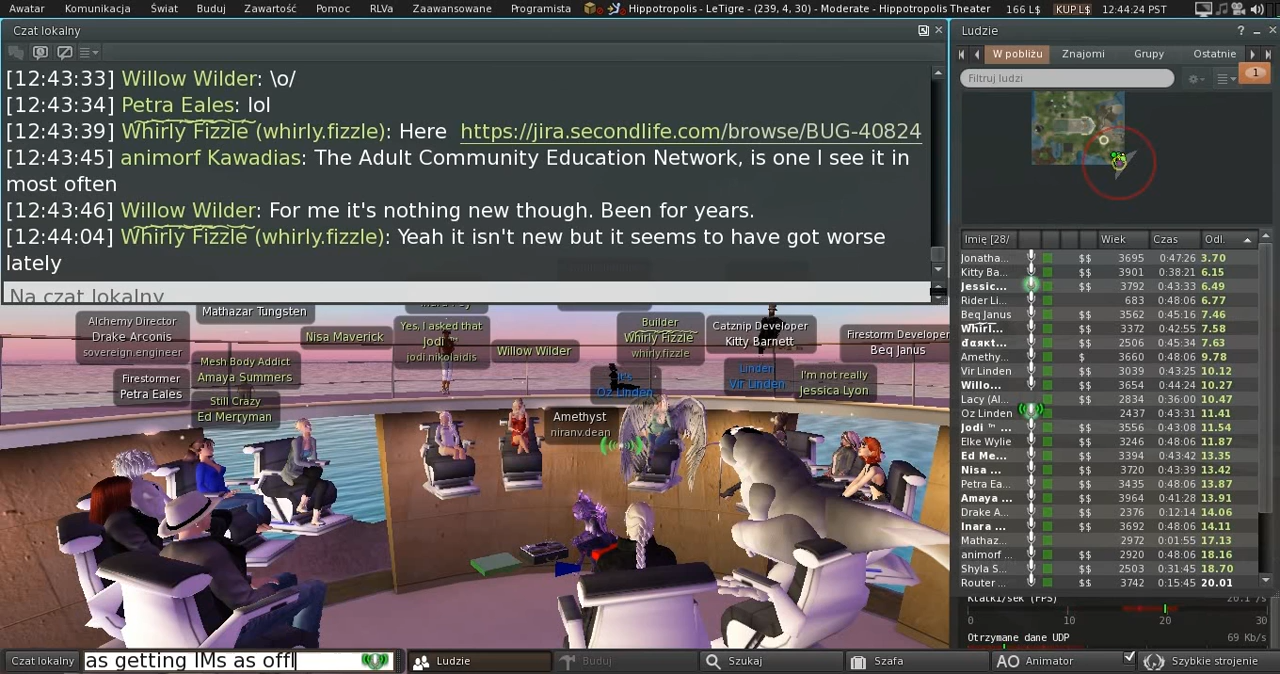 Awatar Komunikacja Świat Buduj Zawartość Pomoc RLVa Zaawansowane Programista Hippotropolis - LeTigre - (239, 4, 30) - Moderate - Hippotropolis Theater 166 L$ KUP L$ 12:44:24 PST
Czat lokalny
[12:43:33] Willow Wilder: \o/
[12:43:34] Petra Eales: lol
[12:43:39] Whirly Fizzle (whirly.fizzle): Here https://jira.secondlife.com/browse/BUG-40824
[12:43:45] animorf Kawadias: The Adult Community Education Network, is one I see it in
most often
[12:43:46] Willow Wilder: For me it's nothing new though. Been for years.
[12:44:04] Whirly Fizzle (whirly.fizzle): Yeah it isn't new but it seems to have got worse
lately
Na czat lokalny
Ludzie
W pobliżu Znajomi Grupy Ostatnie
Filtruj ludzi
1
Imię [28/ Wiek Czas Odl.
Jonatha... $$ 3695 0:47:26 3.70
Kitty Ba... $$ 3901 0:38:21 6.15
Jessic... $$ 3792 0:43:33 6.49
Rider Li... 683 0:48:06 6.77
Beq Janus $$ 3562 0:45:16 7.46
Whirl... $$ 3372 0:42:55 7.58
$$ 2506 0:45:34 7.63
Amethy... $ 3660 0:48:06 9.78
Vir Linden $$ 3039 0:43:25 10.12
Willo... $$ 3654 0:44:24 10.27
Lacy (Al... $$ 2834 0:36:00 10.47
Oz Linden 2437 0:43:31 11.41
Jodi ™ ... $$ 3556 0:43:08 11.54
Elke Wylie $$ 3246 0:48:06 11.87
Ed Me... $$ 3394 0:43:42 13.35
Nisa ... $$ 3720 0:43:39 13.42
Petra Ea... $$ 3435 0:48:06 13.87
Amaya ... $$ 3964 0:41:28 13.91
Drake A... $$ 2376 0:12:14 14.06
Inara ... $$ 3692 0:48:06 14.11
Mathaz... 2972 0:01:55 17.13
animorf ... $$ 2920 0:48:06 18.16
Shyla S... $$ 2503 0:31:45 18.70
Router ... $$ 3742 0:15:45 20.01
Klatki/sek (FPS) 20.1 /s
0 10 20 30
Otrzymane dane UDP 69 Kb/s
Alchemy Director
Drake Arconis
sovereign.engineer
Mathazar Tungsten
Nisa Maverick
Yes, I asked that
Jodi ™
jodi.nikolaidis
Willow Wilder
Builder
Whirly Fizzle
whirly.fizzle
Catznip Developer
Kitty Barnett
Firestorm Developer
Beq Janus
Firestormer
Petra Eales
Mesh Body Addict
Amaya Summers
Still Crazy
Ed Merryman
Oz Linden
Linden
Vir Linden
I'm not really
Jessica Lyon
Amethyst
niranv.dean
Czat lokalny as getting IMs as offl Ludzie Buduj Szukaj Szafa AO Animator Szybkie strojenie